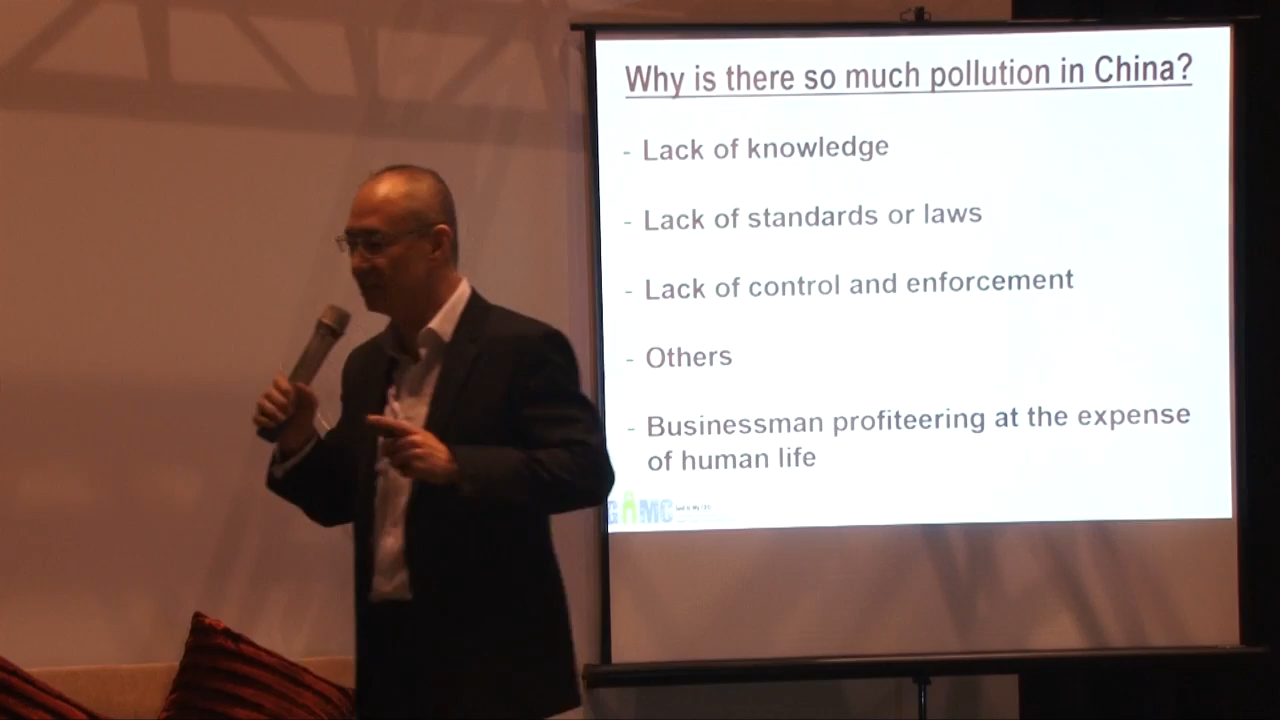 Why is there so much pollution in China?
- Lack of knowledge
- Lack of standards or laws
- Lack of control and enforcement
- Others
- Businessman profiteering at the expense
of human life
GAMC